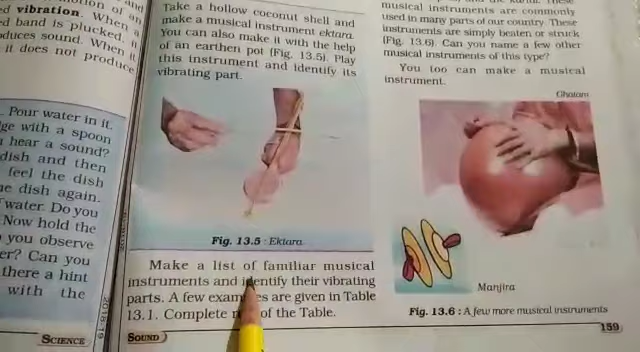 ed vibration. When a
band is plucked, it
duces sound. When it
it does not produce
Pour water in it.
ge with a spoon
hear a sound?
dish and then
feel the dish
e dish again.
water. Do you
Now hold the
you observe
er? Can you
there a hint
with the
SCIENCE
2018-19
Take a hollow coconut shell and
make a musical instrument ektara.
You can also make it with the help
of an earthen pot (Fig. 13.5). Play
this instrument and identify its
vibrating part.
Fig. 13.5 : Ektara
Make a list of familiar musical
instruments and identify their vibrating
parts. A few are given in Table
13.1. Complete of the Table.
SOUND
musical instruments are commonly
used in many parts of our country. These
instruments are simply beaten or struck
(Fig. 13.6). Can you name a few other
musical instruments of this type?
You too can make a musical
instrument.
Ghatam
Manjira
Fig. 13.6 : A few more musical instruments
159